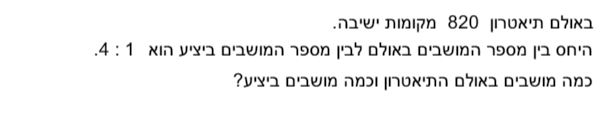 באולם תיאטרון 820 מקומות ישיבה.
היחס בין מספר המושבים באולם לבין מספר המושבים ביציע הוא 1 : 4.
כמה מושבים באולם התיאטרון וכמה מושבים ביציע?